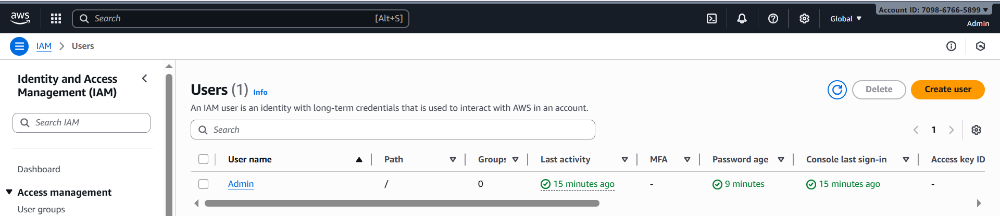 aws
Search [Alt+S]
Global
Account ID: 7098-6766-5899
Admin
IAM
Users
Identity and Access
Management (IAM)
Search IAM
Dashboard
Access management
User groups
Users (1) Info
Delete
Create user
An IAM user is an identity with long-term credentials that is used to interact with AWS in an account.
Search
1
User name Path Groups Last activity MFA Password age Console last sign-in Access key ID
Admin / 0 15 minutes ago - 9 minutes 15 minutes ago -